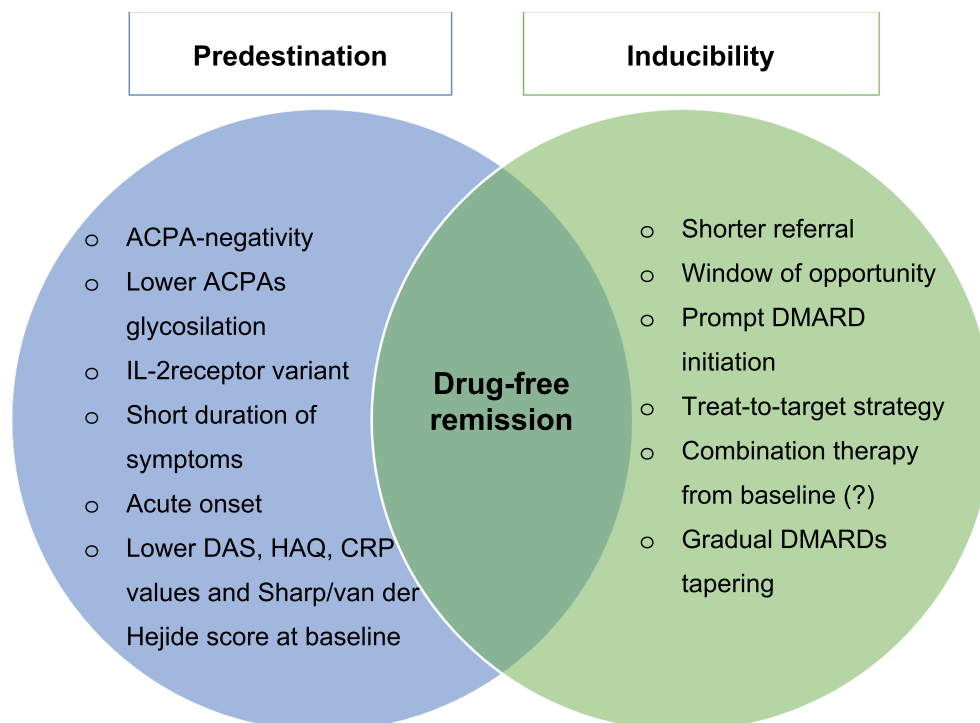 Predestination
Inducibility
o ACPA-negativity
o Lower ACPAs
glycosilation
o IL-2receptor variant
o Short duration of
symptoms
o Acute onset
o Lower DAS, HAQ, CRP
values and Sharp/van der
Hejide score at baseline
Drug-free
remission
o Shorter referral
o Window of opportunity
o Prompt DMARD
initiation
o Treat-to-target strategy
o Combination therapy
from baseline (?)
o Gradual DMARDs
tapering